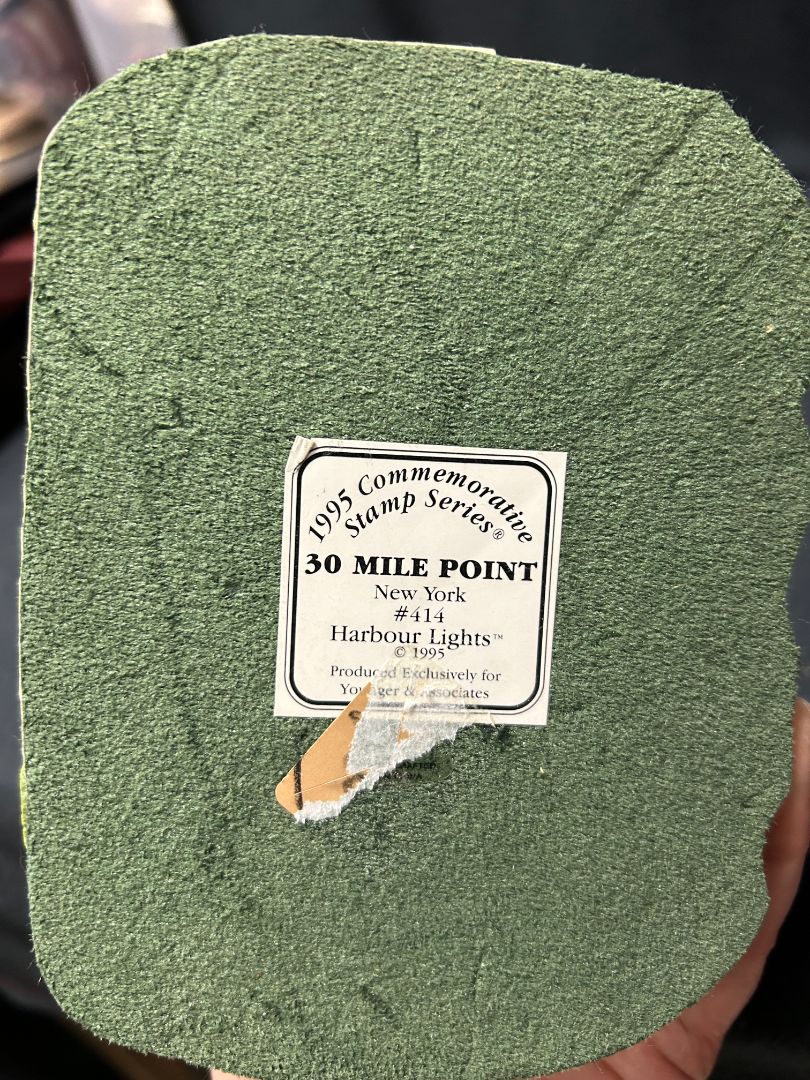 1995 Commemorative
Stamp Series®
30 MILE POINT
New York
#414
Harbour Lights™
© 1995
Produced Exclusively for
Younger & Associates